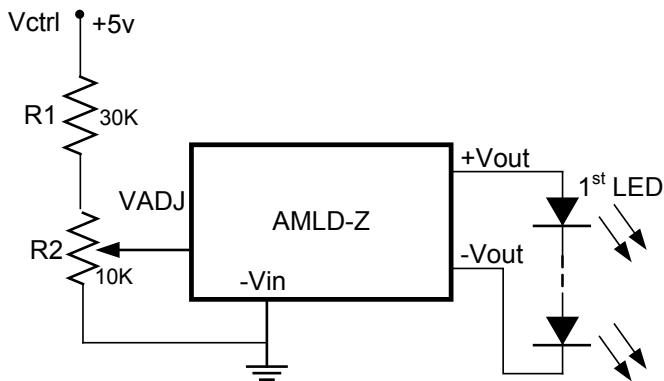 Vctrl +5v
R1 30K
VADJ
R2 10K
AMLD-Z
-Vin
+Vout
1st LED
-Vout